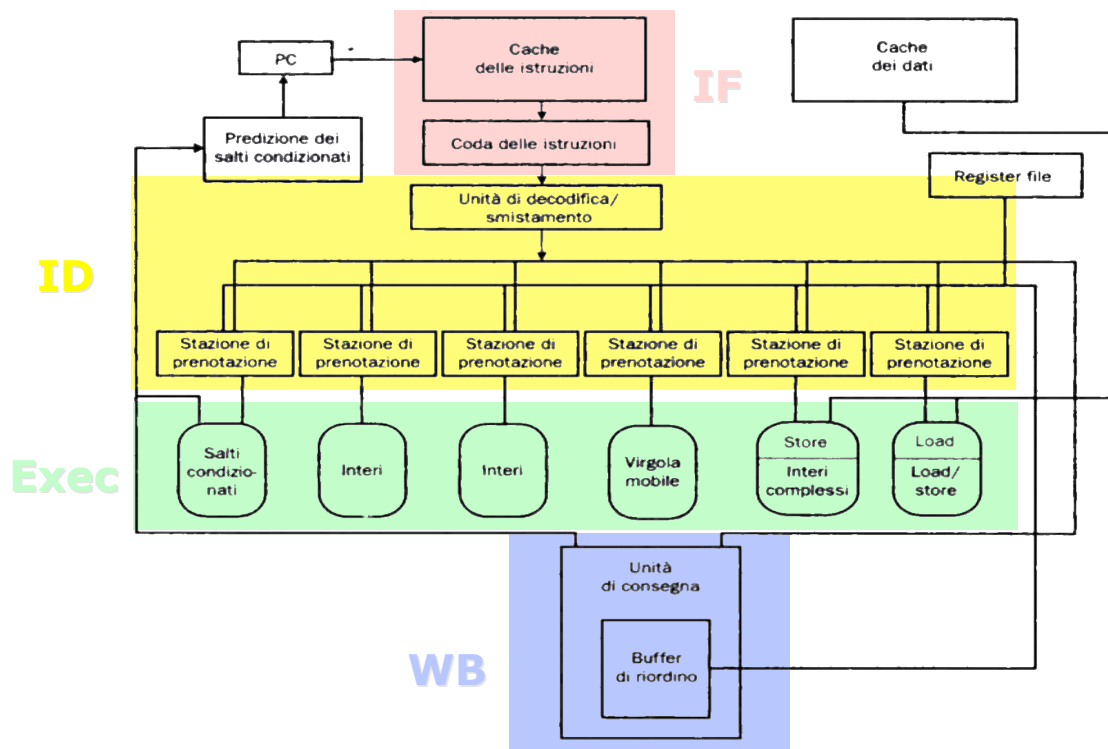 PC
Cache
delle istruzioni
IF
Cache
dei dati
Predizione dei
salti condizionati
Coda delle istruzioni
Register file
Unità di decodifica/
smistamento
ID
Stazione di
prenotazione
Stazione di
prenotazione
Stazione di
prenotazione
Stazione di
prenotazione
Stazione di
prenotazione
Stazione di
prenotazione
Exec
Salti
condizio-
nati
Interi
Interi
Virgola
mobile
Store
Interi
complessi
Load
Load/
store
Unità
di consegna
WB
Buffer
di riordino